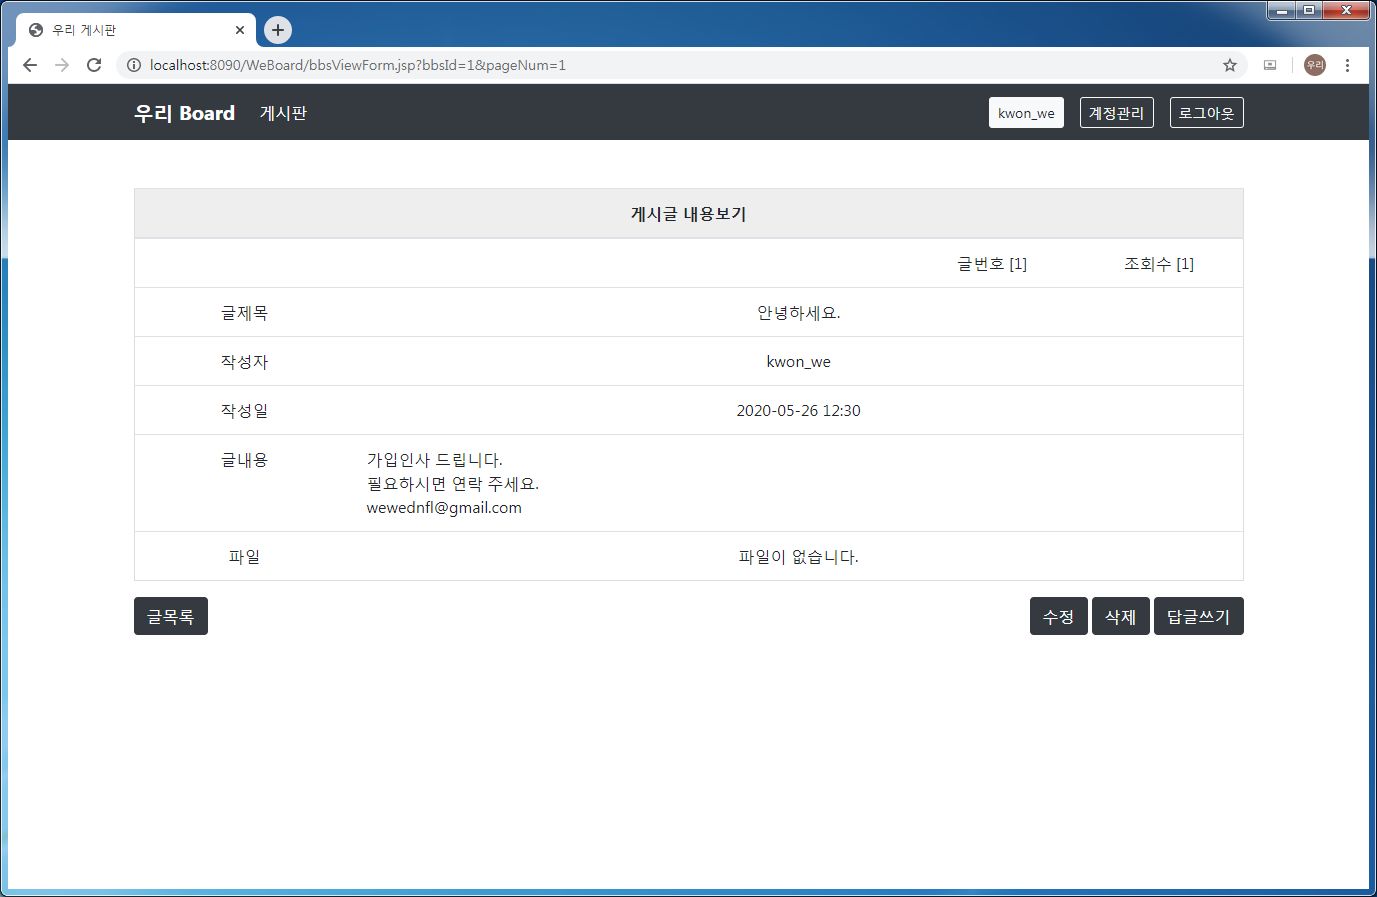 우리 게시판
localhost:8090/WeBoard/bbsViewForm.jsp?bbsId=1&pageNum=1
우리
우리 Board 게시판 kwon_we 계정관리 로그아웃
게시글 내용보기
글번호 [1] 조회수 [1]
글제목 안녕하세요.
작성자 kwon_we
작성일 2020-05-26 12:30
글내용 가입인사 드립니다.
필요하시면 연락 주세요.
wewednfl@gmail.com
파일 파일이 없습니다.
글목록 수정 삭제 답글쓰기